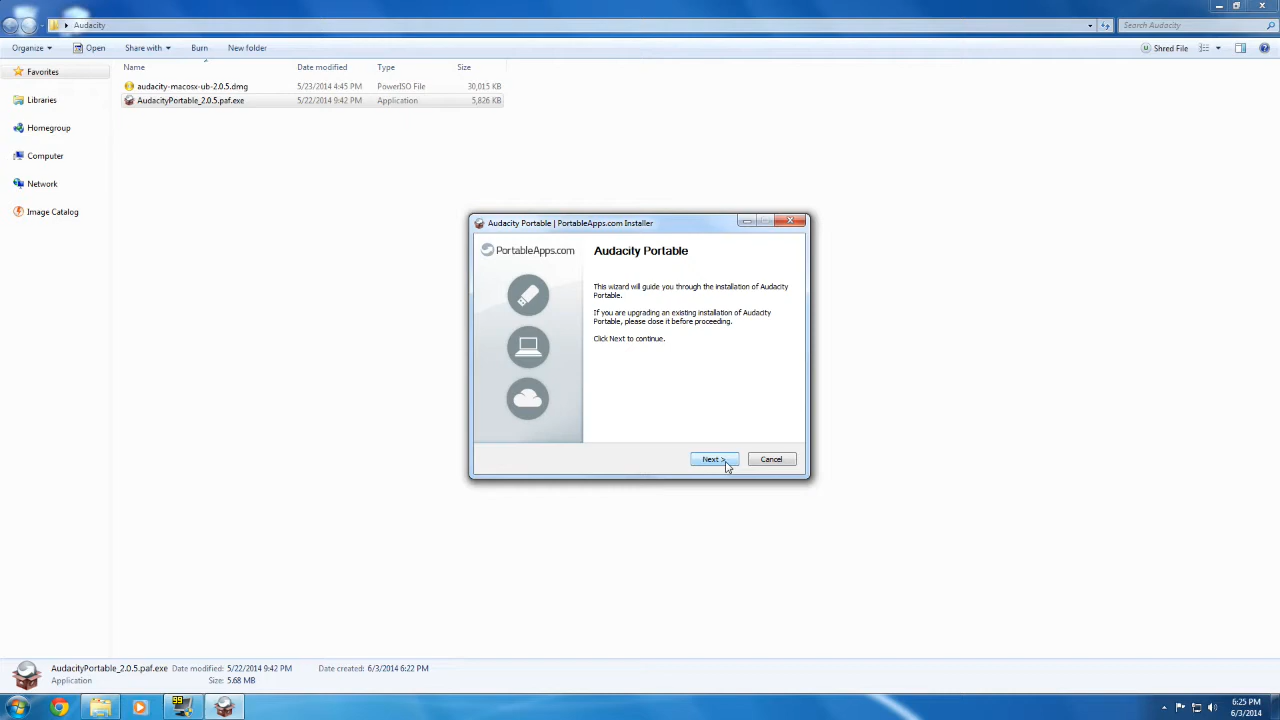 Audacity
Search Audacity
Organize
Open
Share with
Burn
New folder
Shred File
Favorites
Libraries
Homegroup
Computer
Network
Image Catalog
Name
Date modified
Type
Size
audacity-macosx-ub-2.0.5.dmg
5/23/2014 4:45 PM
PowerISO File
30,015 KB
AudacityPortable_2.0.5.paf.exe
5/22/2014 9:42 PM
Application
5,826 KB
Audacity Portable | PortableApps.com Installer
PortableApps.com
Audacity Portable
This wizard will guide you through the installation of Audacity
Portable.
If you are upgrading an existing installation of Audacity
Portable, please close it before proceeding.
Click Next to continue.
Next >
Cancel
AudacityPortable_2.0.5.paf.exe Date modified: 5/22/2014 9:42 PM
Date created: 6/3/2014 6:22 PM
Application
Size: 5.68 MB
99
6:25 PM
6/3/2014